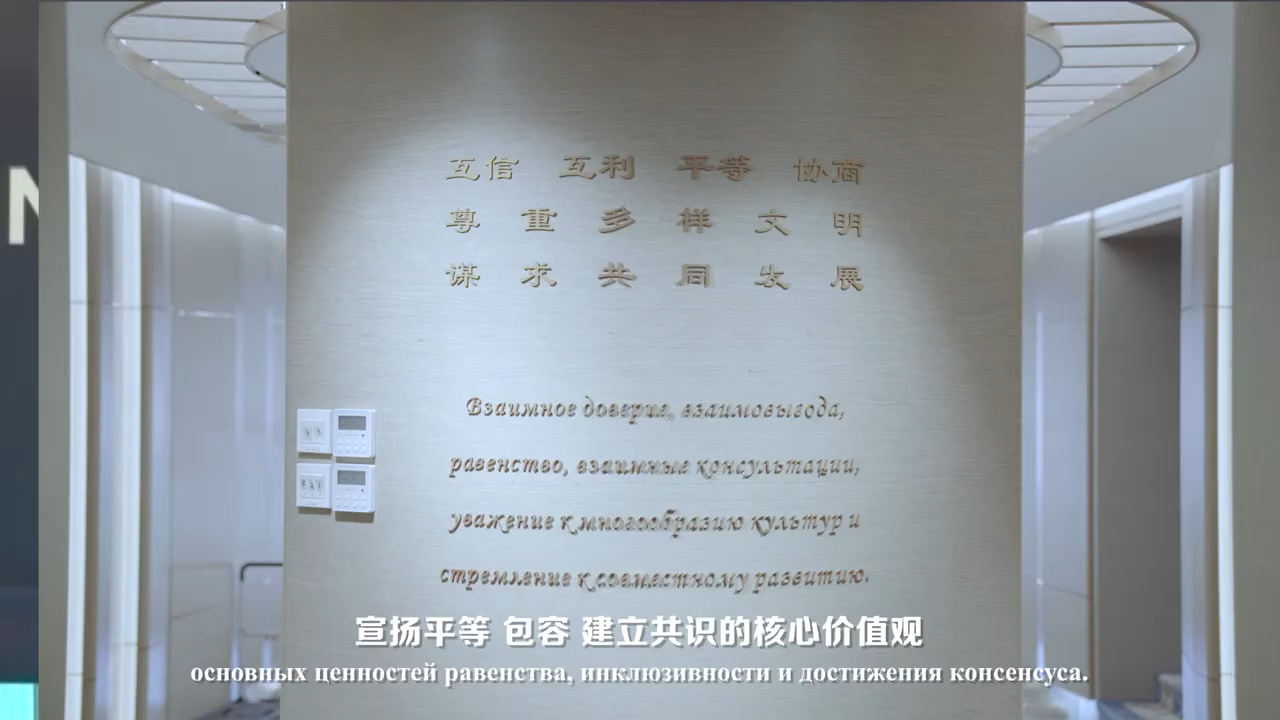 互信 互利 平等 协商
尊重多样文明
谋求共同发展
Взаимное доверие, взаимовыгода,
равенство, взаимные консультации,
уважение к многообразию культур и
стремление к совместному развитию.
宣扬平等 包容 建立共识的核心价值观
основных ценностей равенства, инклюзивности и достижения консенсуса.